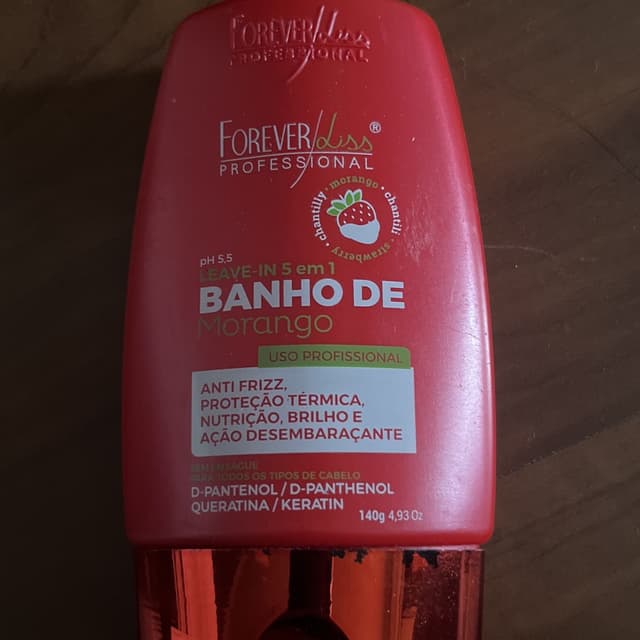 FOREVER Liss
PROFESSIONAL
FOREVER Liss®
PROFESSIONAL
chantilly • morango • chantili • strawberry •
pH 5,5
LEAVE-IN 5 em 1
BANHO DE
Morango
USO PROFISSIONAL
ANTI FRIZZ,
PROTEÇÃO TÉRMICA,
NUTRIÇÃO, BRILHO E
AÇÃO DESEMBARAÇANTE
SEM ENXÁGUE
PARA TODOS OS TIPOS DE CABELO
D-PANTENOL / D-PANTHENOL
QUERATINA / KERATIN
140g 4,93 Oz